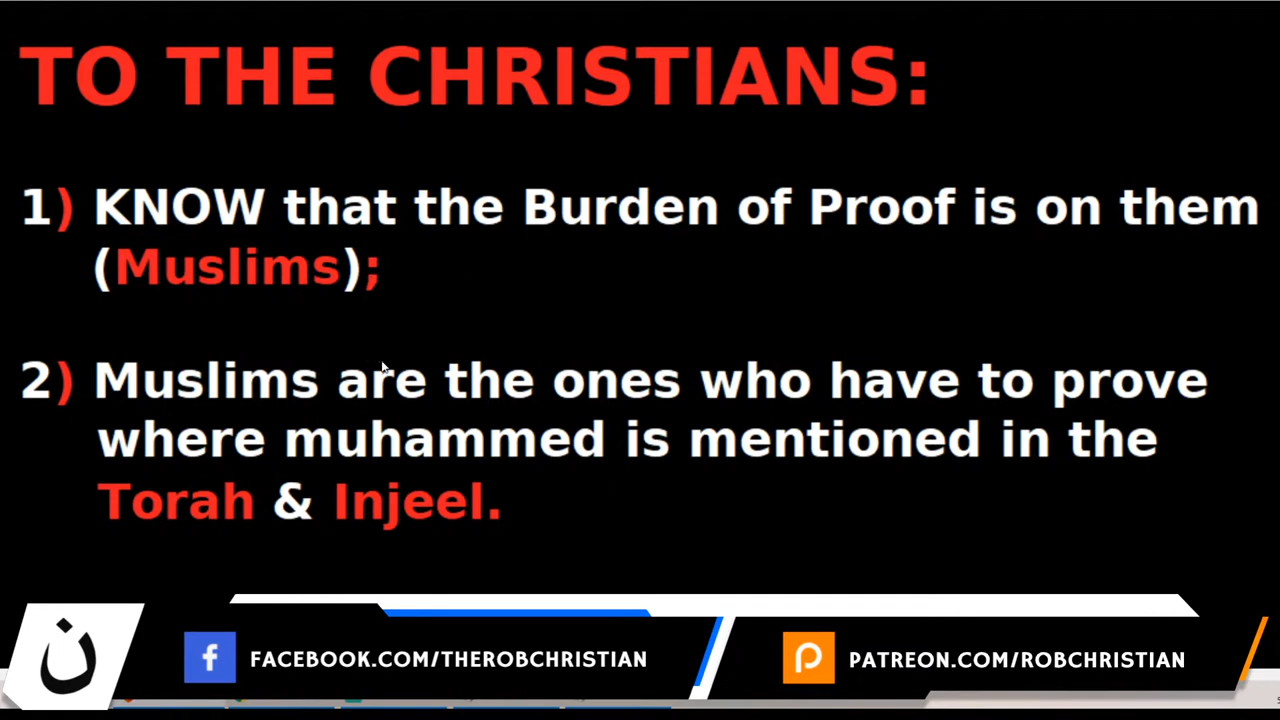 TO THE CHRISTIANS:
1) KNOW that the Burden of Proof is on them
(Muslims);
2) Muslims are the ones who have to prove
where muhammed is mentioned in the
Torah & Injeel.
ن
FACEBOOK.COM/THEROBCHRISTIAN
PATREON.COM/ROBCHRISTIAN